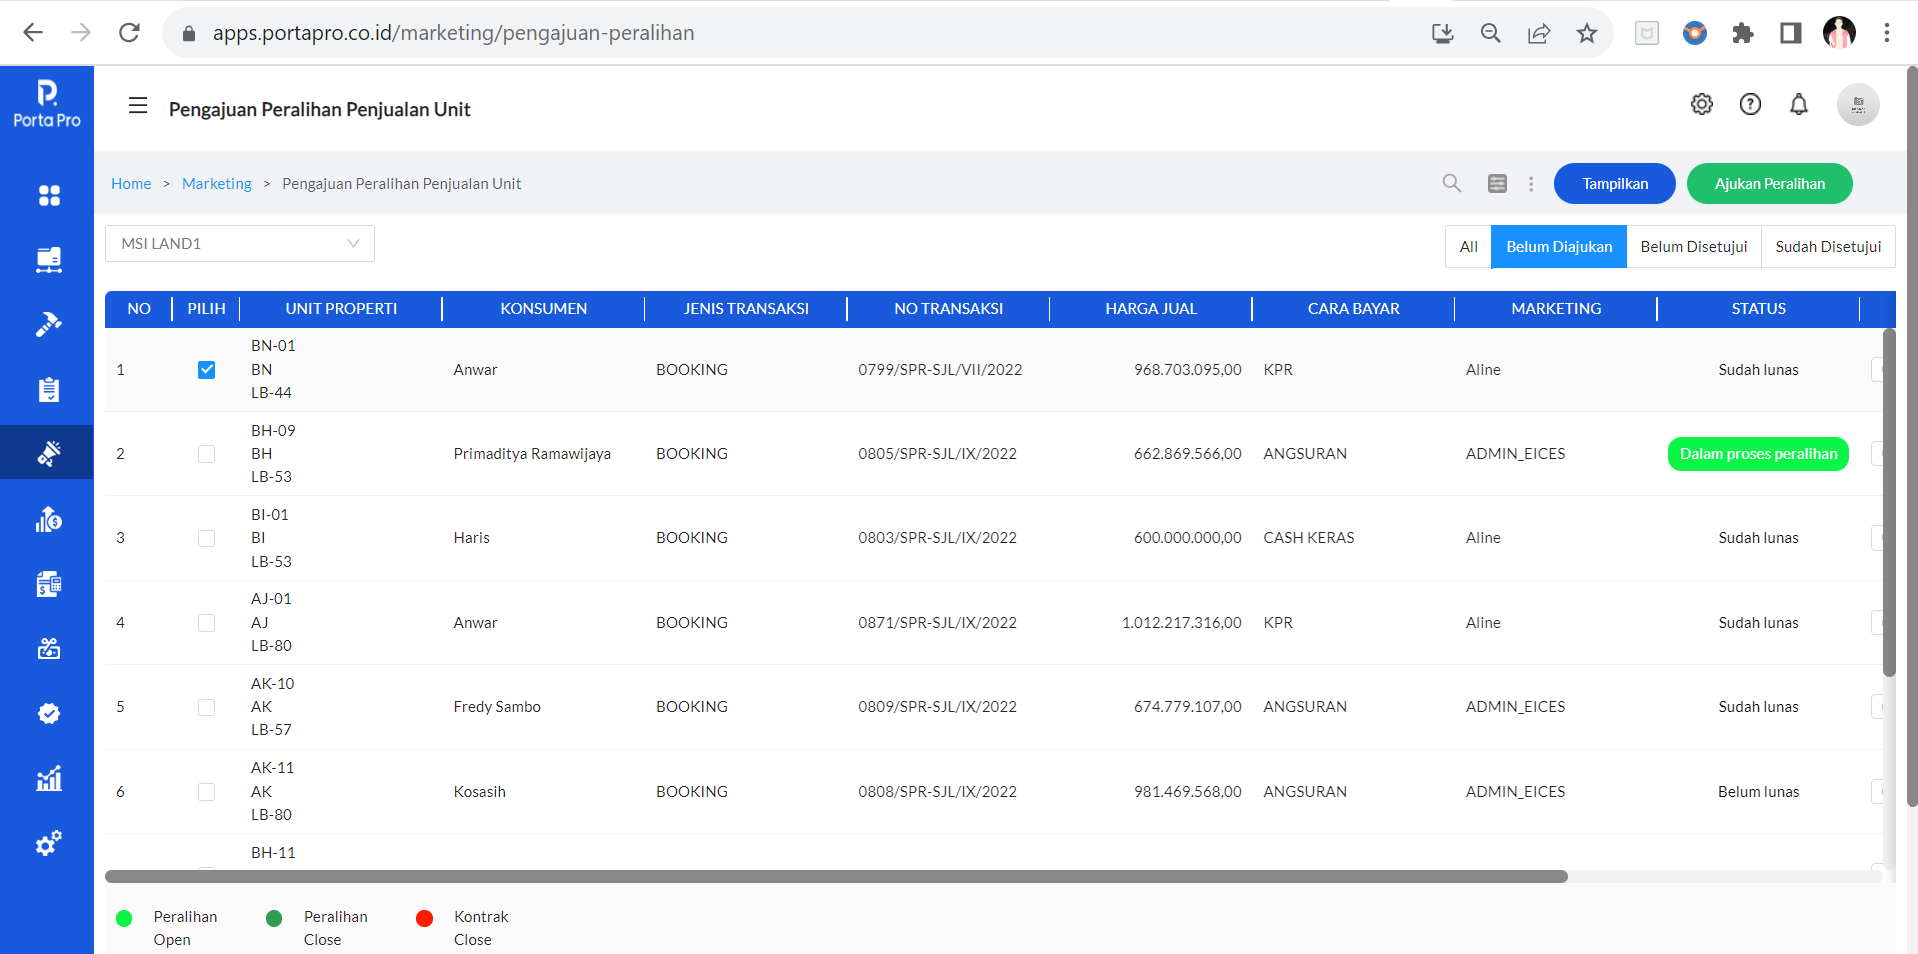 apps.portapro.co.id/marketing/pengajuan-peralihan
Porta Pro
Pengajuan Peralihan Penjualan Unit
Home > Marketing > Pengajuan Peralihan Penjualan Unit
Tampilkan
Ajukan Peralihan
MSI LAND1
All Belum Diajukan Belum Disetujui Sudah Disetujui
NO PILIH UNIT PROPERTI KONSUMEN JENIS TRANSAKSI NO TRANSAKSI HARGA JUAL CARA BAYAR MARKETING STATUS
BN-01
1 BN Anwar BOOKING 0799/SPR-SJL/VII/2022 968.703.095,00 KPR Aline Sudah lunas
LB-44
BH-09
2 BH Primaditya Ramawijaya BOOKING 0805/SPR-SJL/IX/2022 662.869.566,00 ANGSURAN ADMIN_EICES Dalam proses peralihan
LB-53
BI-01
3 BI Haris BOOKING 0803/SPR-SJL/IX/2022 600.000.000,00 CASH KERAS Aline Sudah lunas
LB-53
AJ-01
4 AJ Anwar BOOKING 0871/SPR-SJL/IX/2022 1.012.217.316,00 KPR Aline Sudah lunas
LB-80
AK-10
5 AK Fredy Sambo BOOKING 0809/SPR-SJL/IX/2022 674.779.107,00 ANGSURAN ADMIN_EICES Sudah lunas
LB-57
AK-11
6 AK Kosasih BOOKING 0808/SPR-SJL/IX/2022 981.469.568,00 ANGSURAN ADMIN_EICES Belum lunas
LB-80
BH-11
Peralihan Open
Peralihan Close
Kontrak Close